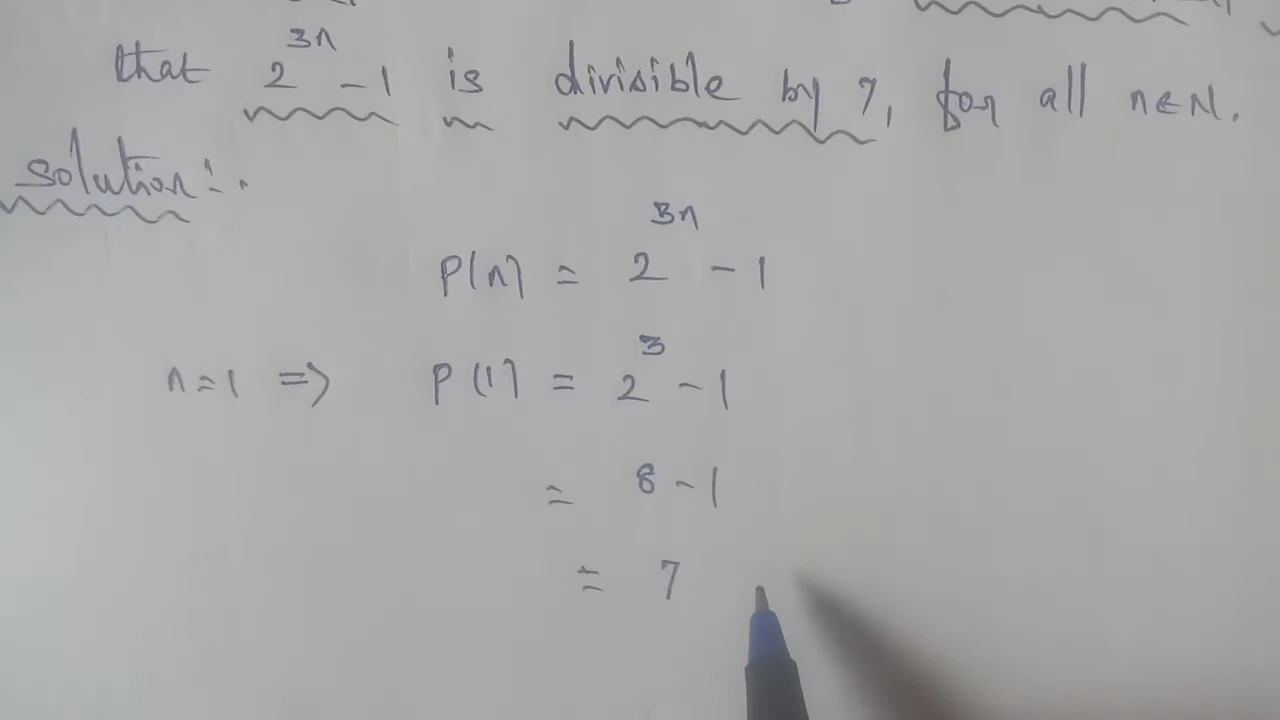 that 2^{3n} - 1 is divisible by 7, for all n∈N.
solution:-
P(n) = 2^{3n} - 1
n=1 => P(1) = 2^3 - 1
= 8 - 1
= 7